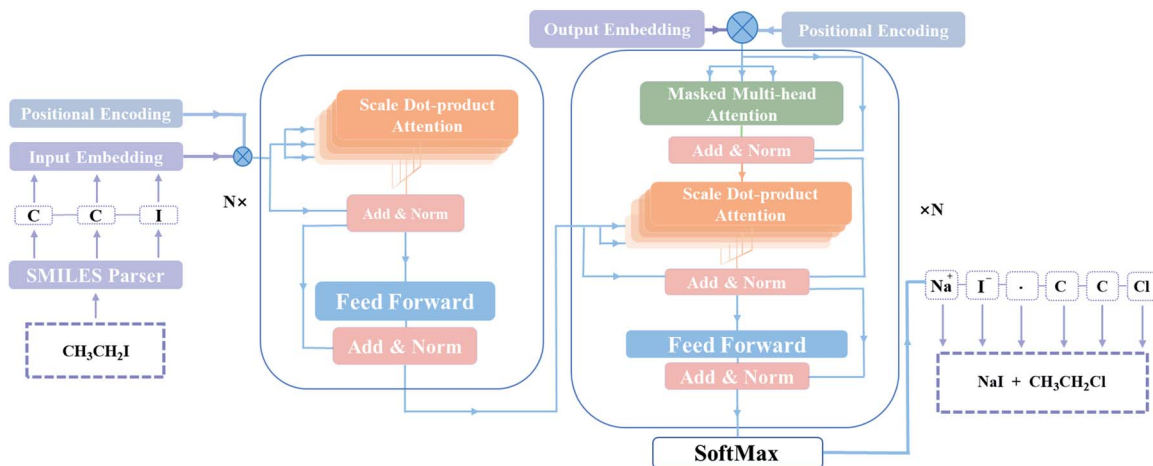 Output Embedding
Positional Encoding
Positional Encoding
Input Embedding
C C I
SMILES Parser
CH₃CH₂I
N×
Scale Dot-product
Attention
Add & Norm
Feed Forward
Add & Norm
Masked Multi-head
Attention
Add & Norm
Scale Dot-product
Attention
Add & Norm
Feed Forward
Add & Norm
×N
SoftMax
Na⁺ I⁻ . C C Cl
NaI + CH₃CH₂Cl